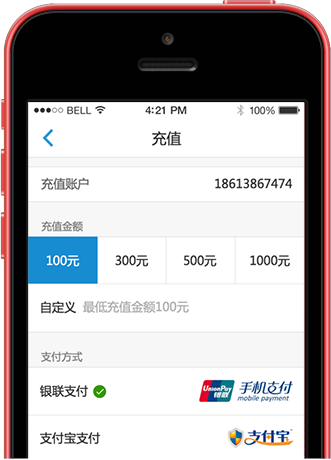 BELL 4:21 PM 100%
充值
充值账户 18613867474
充值金额
100元 300元 500元 1000元
自定义 最低充值金额100元
支付方式
银联支付 UnionPay 银联 手机支付 mobile payment
支付宝支付 支付宝